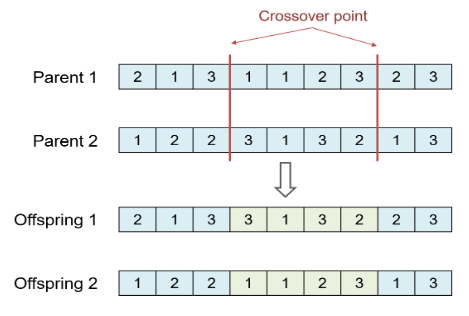 Crossover point
Parent 1 2 1 3 1 1 2 3 2 3
Parent 2 1 2 2 3 1 3 2 1 3
Offspring 1 2 1 3 3 1 3 2 2 3
Offspring 2 1 2 2 1 1 2 3 1 3